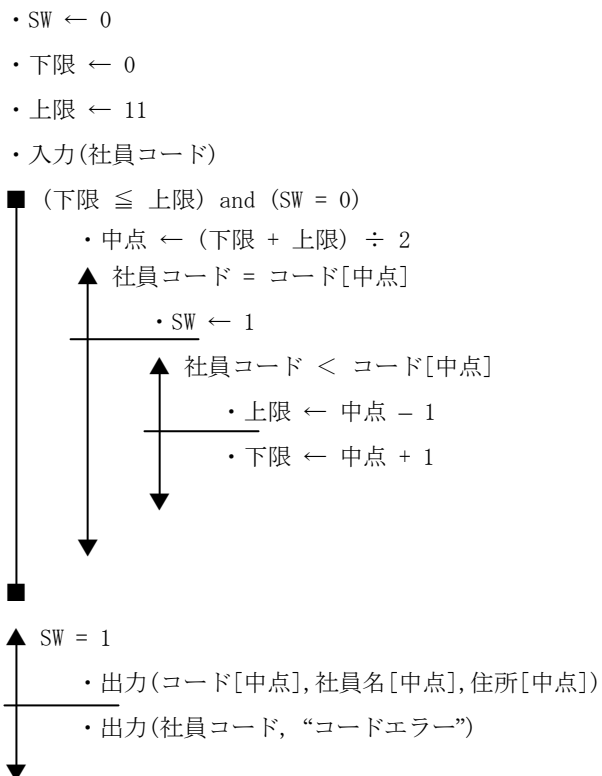 ・SW ← 0
・下限 ← 0
・上限 ← 11
・入力(社員コード)
(下限 ≦ 上限) and (SW = 0)
・中点 ← (下限 + 上限) ÷ 2
社員コード = コード[中点]
・SW ← 1
社員コード < コード[中点]
・上限 ← 中点 – 1
・下限 ← 中点 + 1
SW = 1
・出力(コード[中点],社員名[中点],住所[中点])
・出力(社員コード, “コードエラー”)